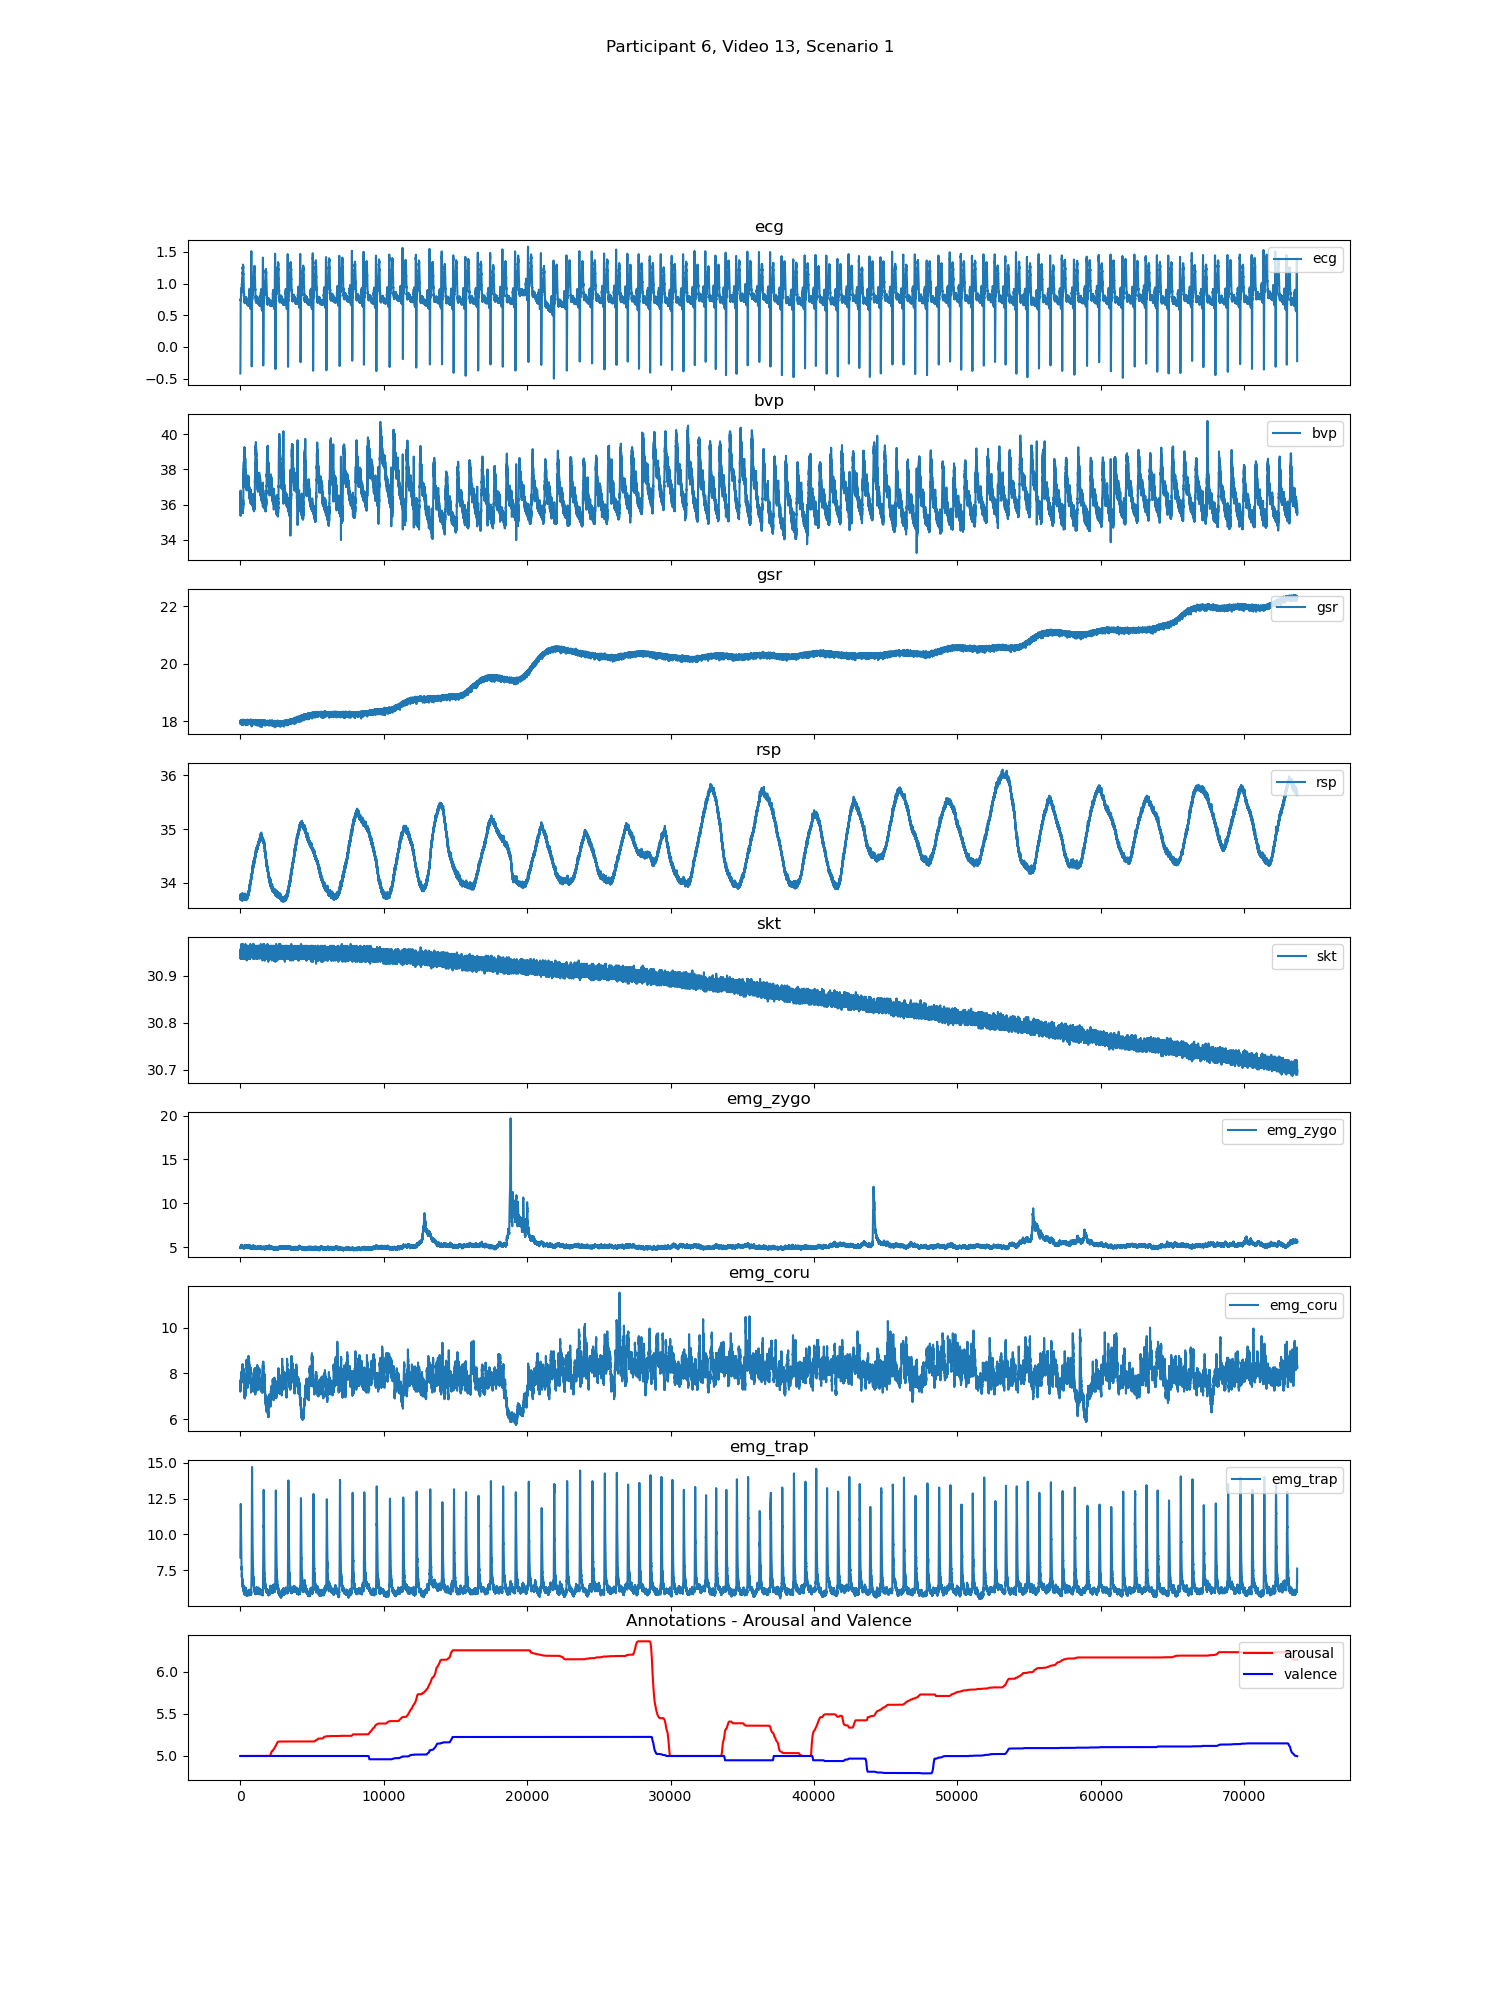 Participant 6, Video 13, Scenario 1
ecg
1.5
1.0
0.5
0.0
−0.5
ecg
bvp
40
38
36
34
bvp
gsr
22
20
18
gsr
rsp
36
35
34
rsp
skt
30.9
30.8
30.7
skt
emg_zygo
20
15
10
5
emg_zygo
emg_coru
10
8
6
emg_coru
emg_trap
15.0
12.5
10.0
7.5
emg_trap
Annotations - Arousal and Valence
6.0
5.5
5.0
arousal
valence
0 10000 20000 30000 40000 50000 60000 70000